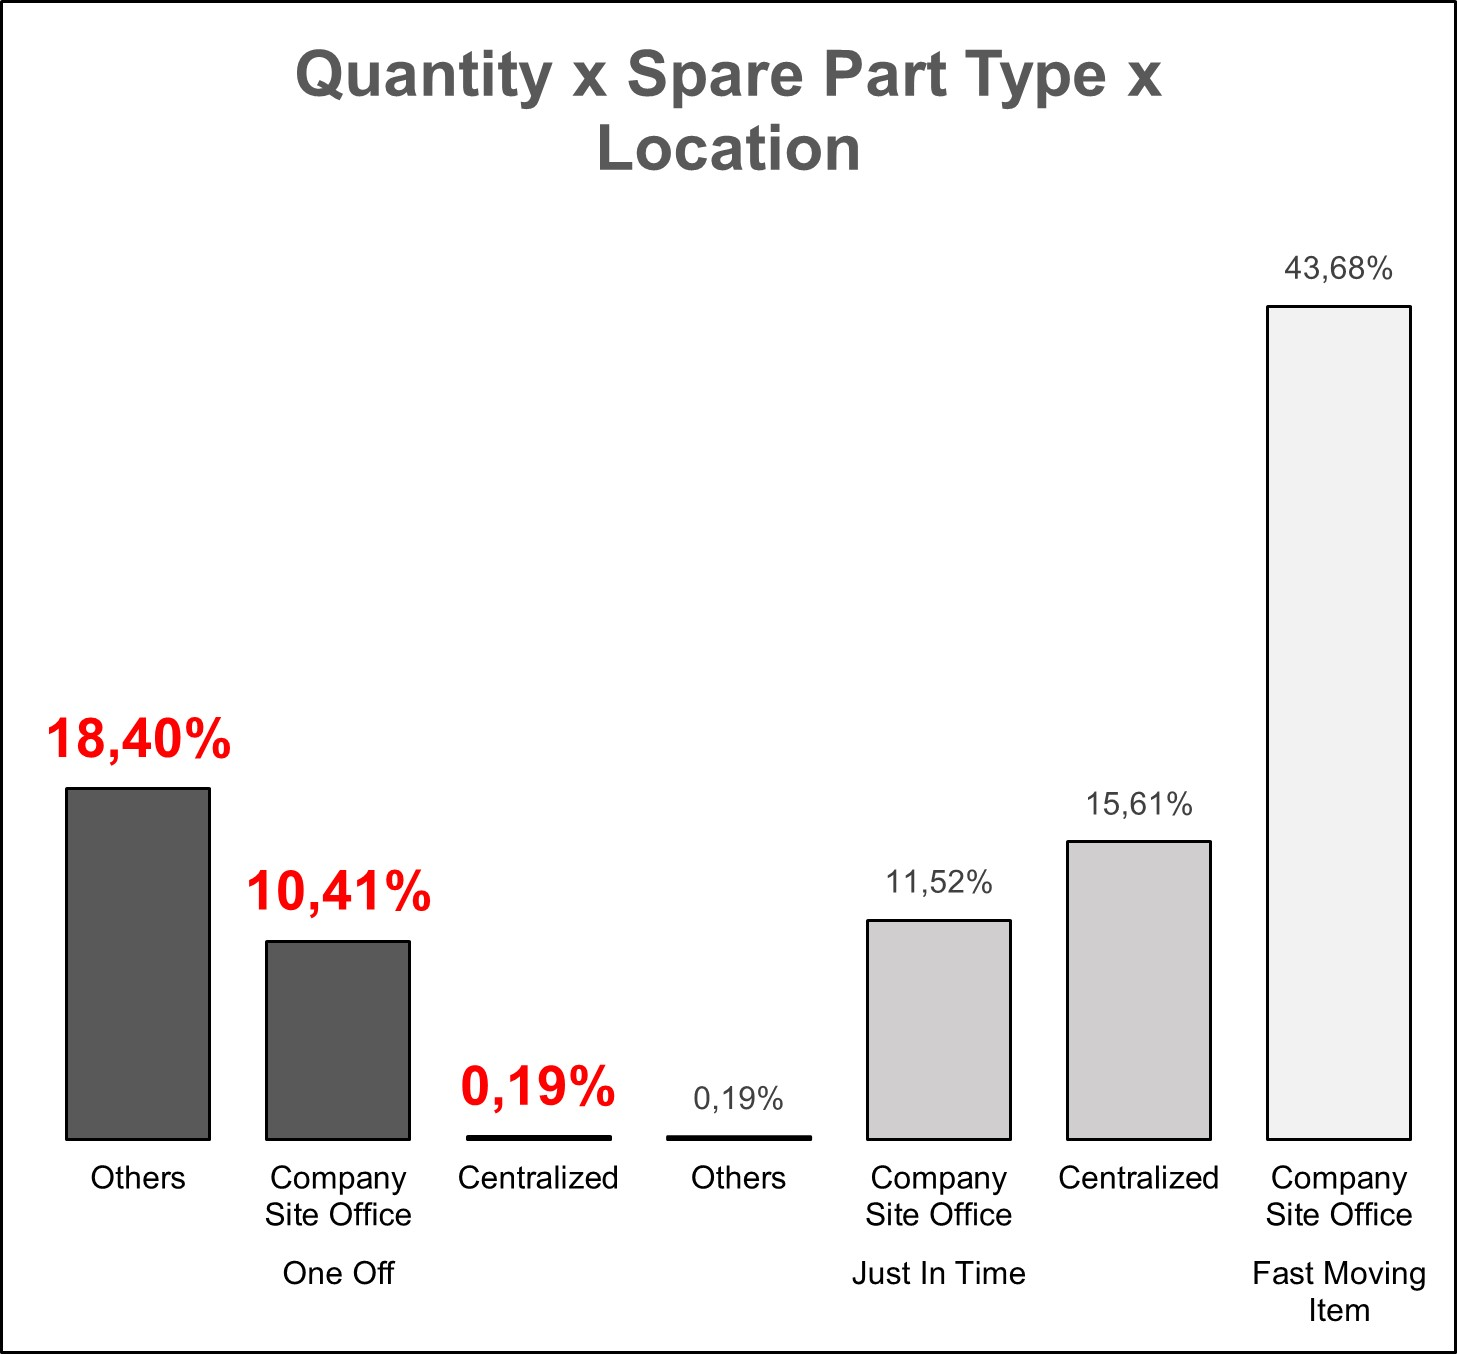 Quantity x Spare Part Type x
Location
43,68%
18,40%
15,61%
10,41%
11,52%
0,19%
0,19%
Others
Company
Site Office
Centralized
Others
Company
Site Office
Centralized
Company
Site Office
One Off
Just In Time
Fast Moving
Item